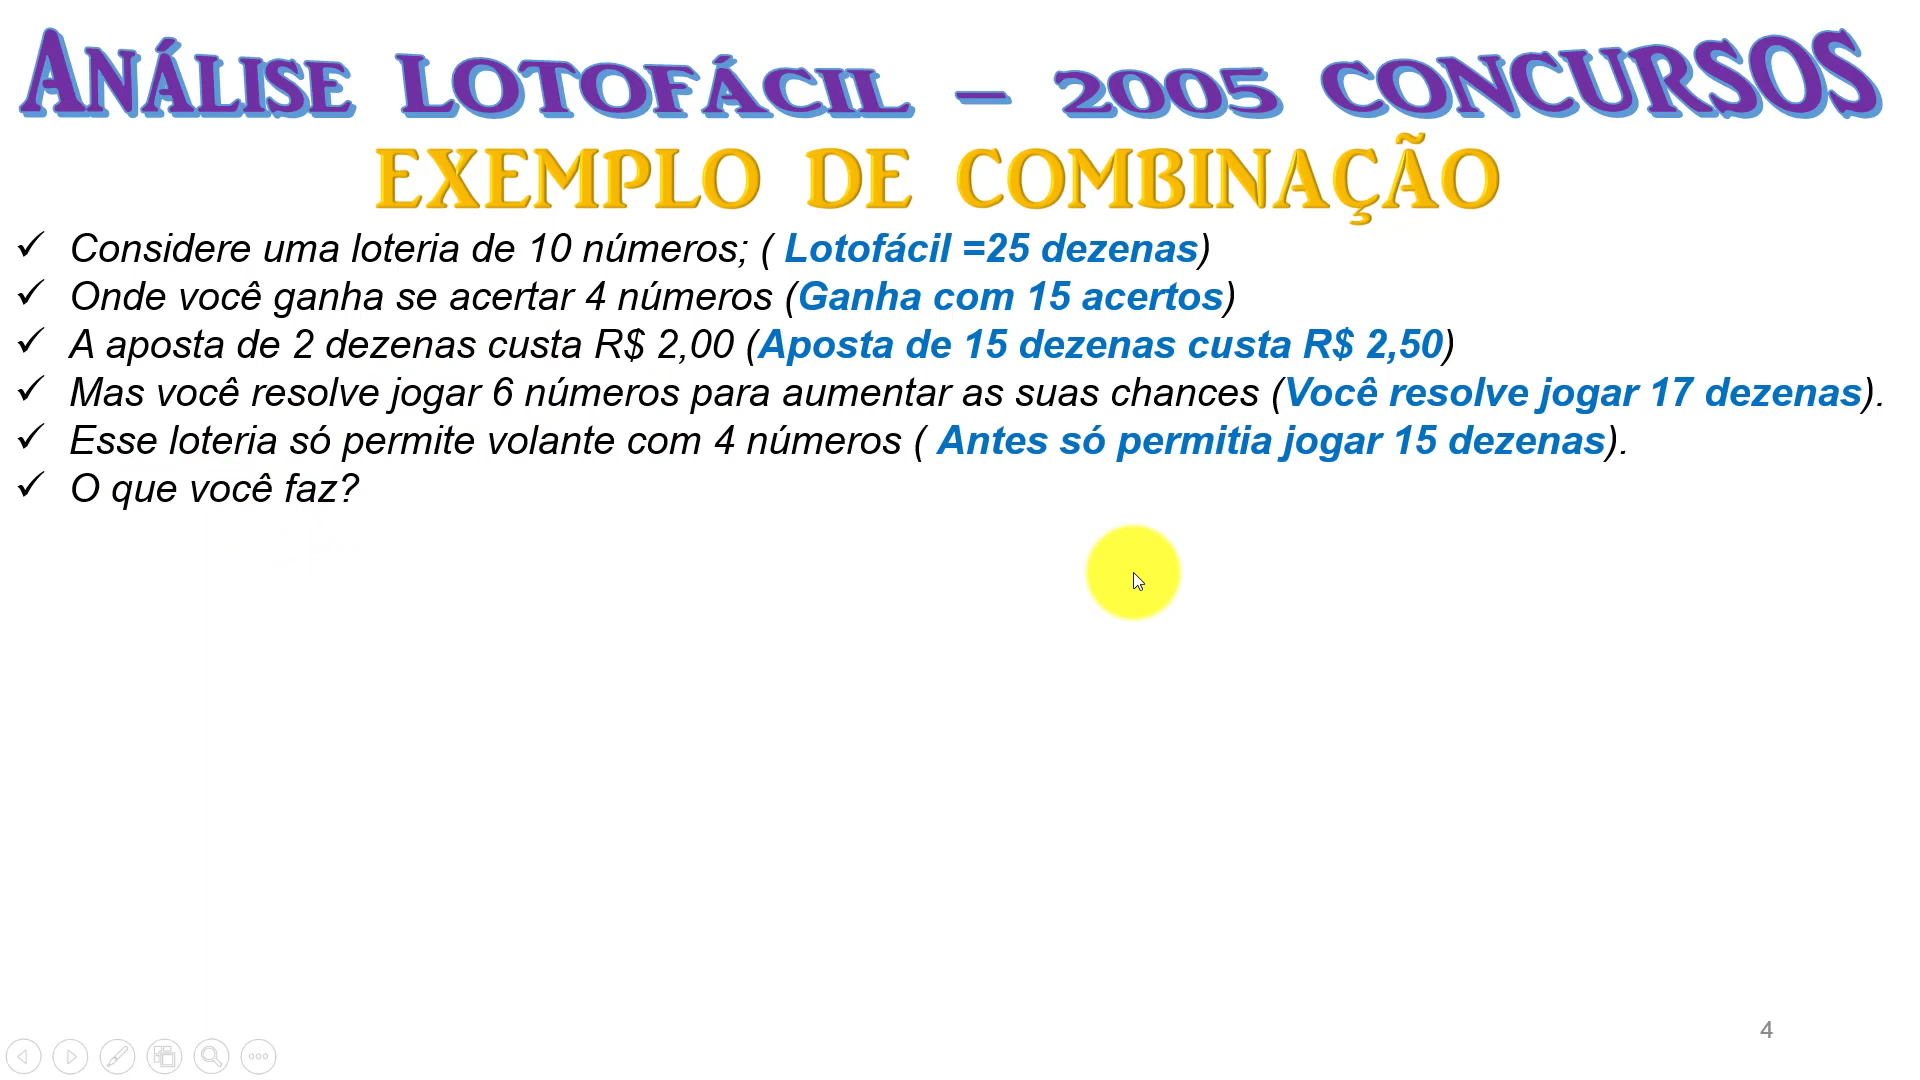 ANÁLISE LOTOFÁCIL – 2005 CONCURSOS
EXEMPLO DE COMBINAÇÃO
✓ Considere uma loteria de 10 números; ( Lotofácil =25 dezenas)
✓ Onde você ganha se acertar 4 números (Ganha com 15 acertos)
✓ A aposta de 2 dezenas custa R$ 2,00 (Aposta de 15 dezenas custa R$ 2,50)
✓ Mas você resolve jogar 6 números para aumentar as suas chances (Você resolve jogar 17 dezenas).
✓ Esse loteria só permite volante com 4 números ( Antes só permitia jogar 15 dezenas).
✓ O que você faz?
4